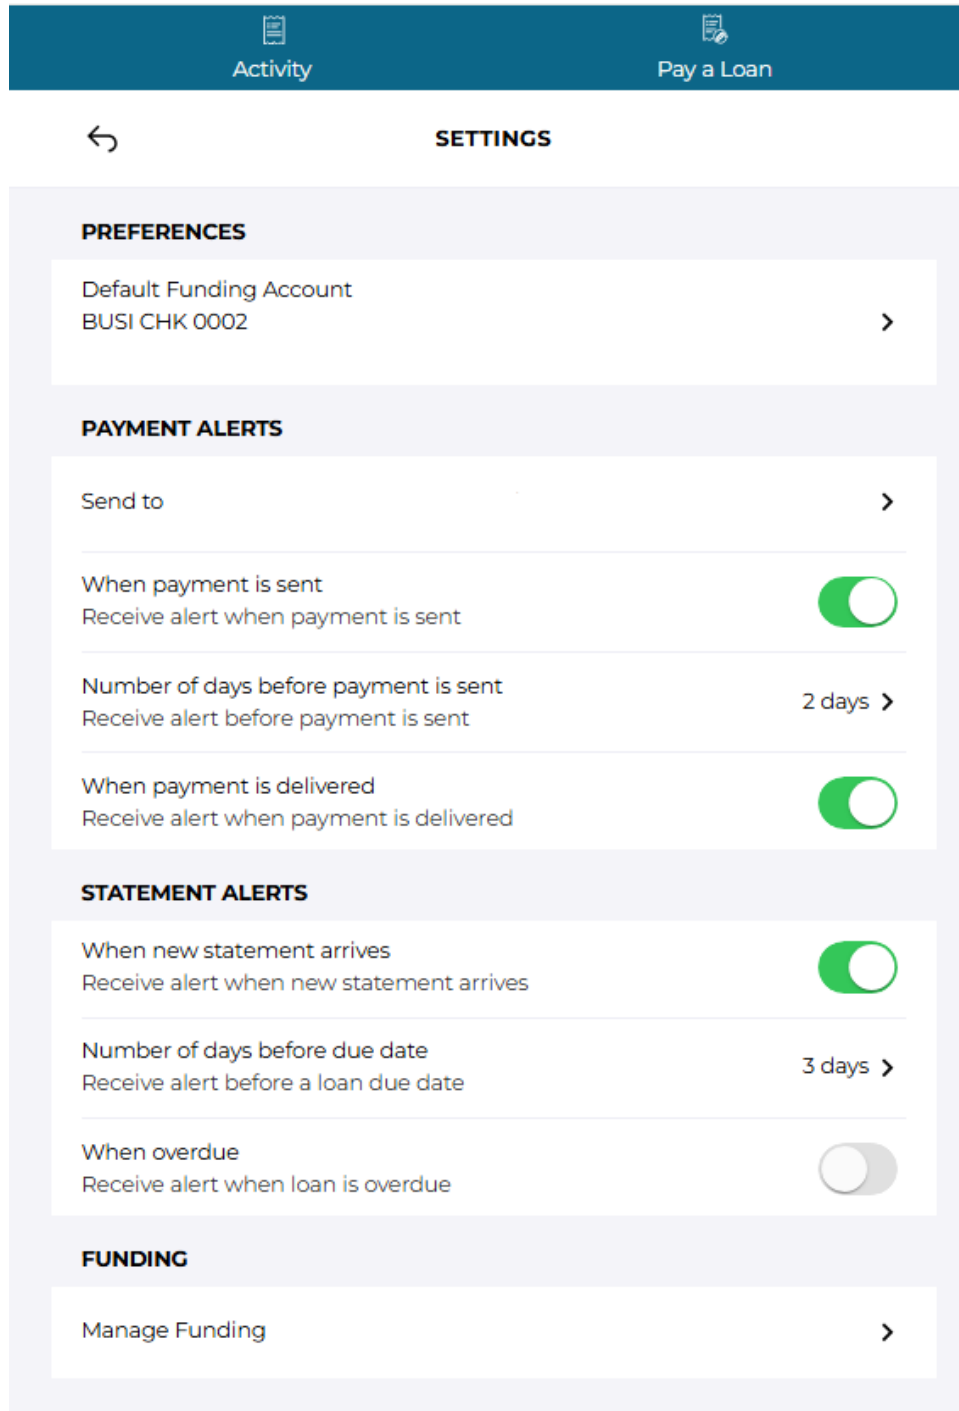 Activity
Pay a Loan
SETTINGS
PREFERENCES
Default Funding Account
BUSI CHK 0002
PAYMENT ALERTS
Send to
When payment is sent
Receive alert when payment is sent
Number of days before payment is sent
Receive alert before payment is sent
2 days
When payment is delivered
Receive alert when payment is delivered
STATEMENT ALERTS
When new statement arrives
Receive alert when new statement arrives
Number of days before due date
Receive alert before a loan due date
3 days
When overdue
Receive alert when loan is overdue
FUNDING
Manage Funding